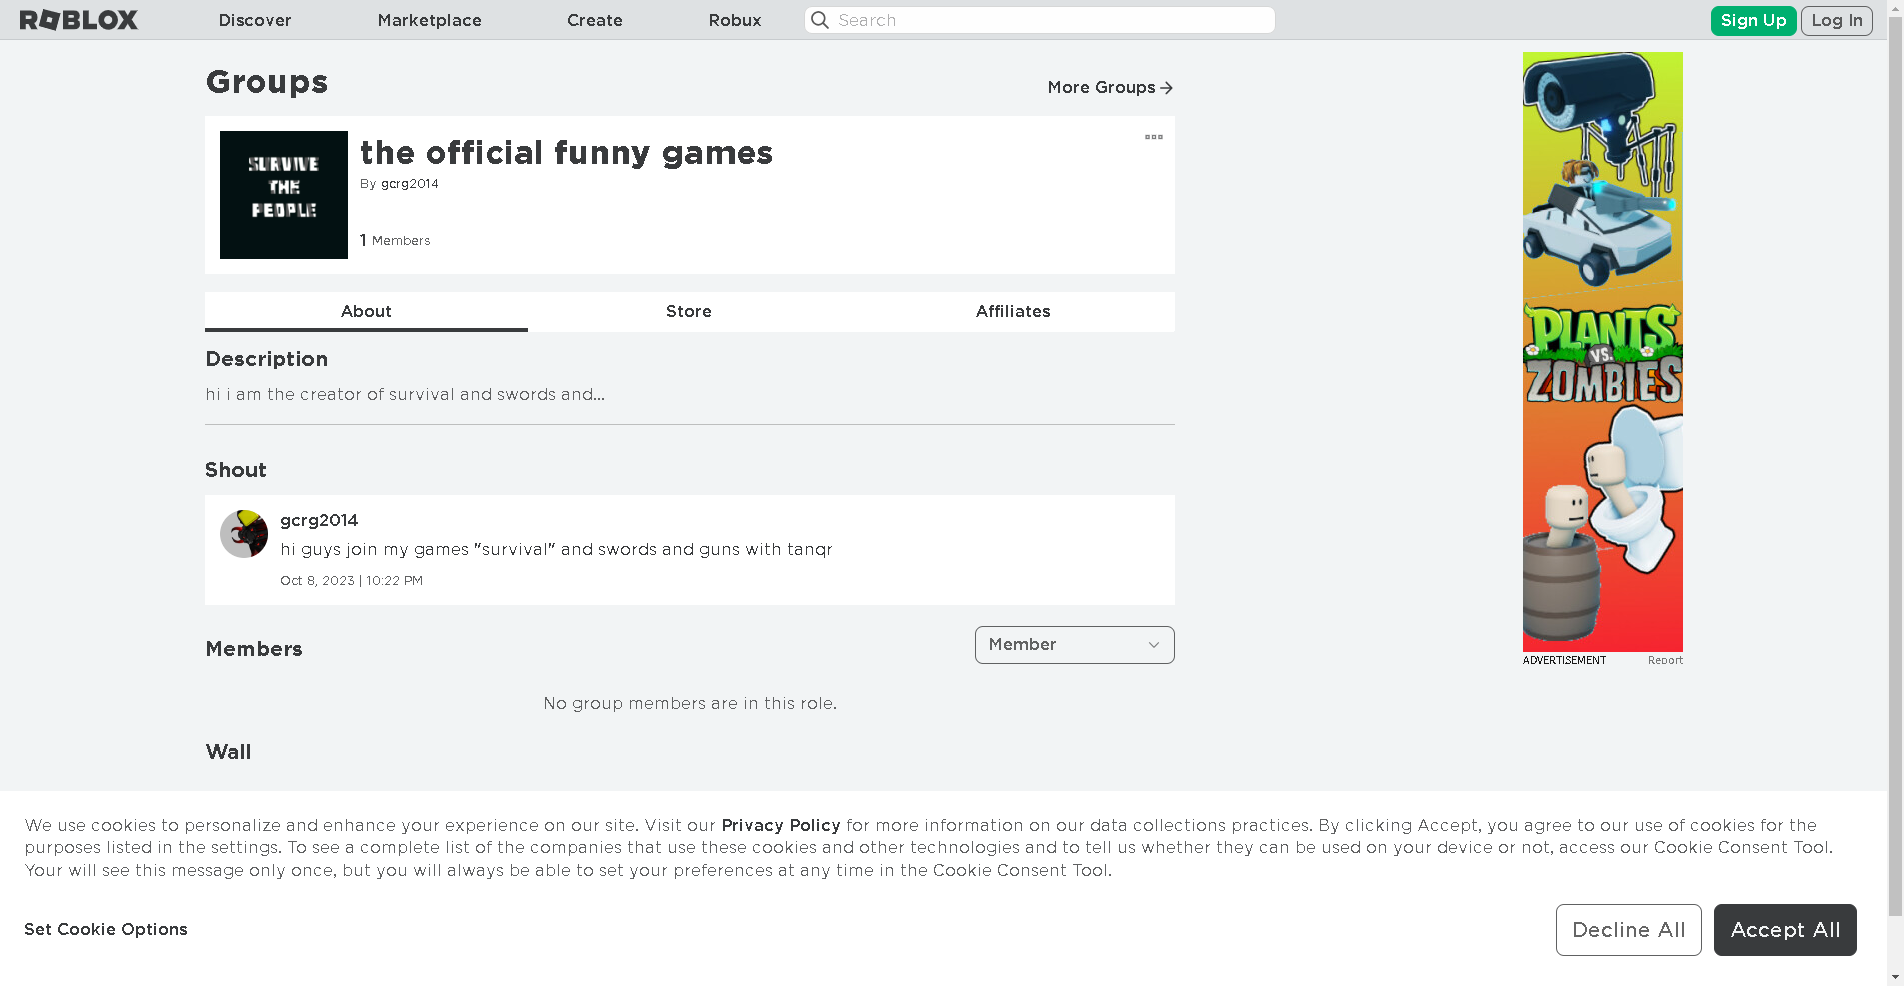 ROBLOX
Discover
Marketplace
Create
Robux
Search
Sign Up
Log In
Groups
More Groups
SURVIVE
THE
PEOPLE
the official funny games
By gcrg2014
1 Members
About
Store
Affiliates
Description
hi i am the creator of survival and swords and...
Shout
gcrg2014
hi guys join my games "survival" and swords and guns with tanqr
Oct 8, 2023 | 10:22 PM
Members
Member
No group members are in this role.
Wall
PLANTS
VS.
ZOMBIES
ADVERTISEMENT
Report
We use cookies to personalize and enhance your experience on our site. Visit our Privacy Policy for more information on our data collections practices. By clicking Accept, you agree to our use of cookies for the
purposes listed in the settings. To see a complete list of the companies that use these cookies and other technologies and to tell us whether they can be used on your device or not, access our Cookie Consent Tool.
Your will see this message only once, but you will always be able to set your preferences at any time in the Cookie Consent Tool.
Set Cookie Options
Decline All
Accept All